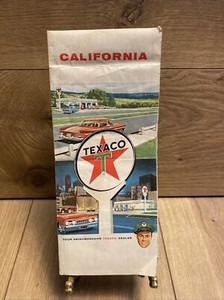 CALIFORNIA
TEXACO
T
YOUR NEIGHBORHOOD TEXACO DEALER